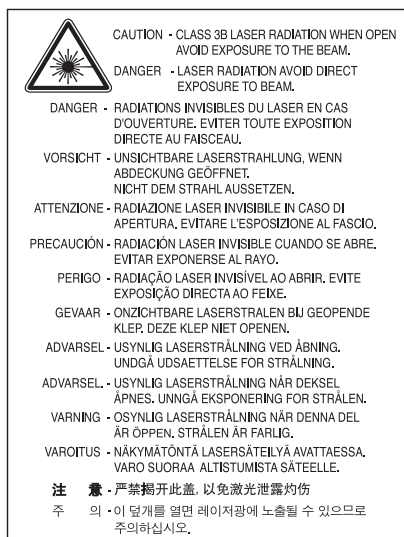 CAUTION - CLASS 3B LASER RADIATION WHEN OPEN
AVOID EXPOSURE TO THE BEAM.
DANGER - LASER RADIATION AVOID DIRECT
EXPOSURE TO BEAM.
DANGER - RADIATIONS INVISIBLES DU LASER EN CAS
D'OUVERTURE. EVITER TOUTE EXPOSITION
DIRECTE AU FAISCEAU.
VORSICHT - UNSICHTBARE LASERSTRAHLUNG, WENN
ABDECKUNG GEÖFFNET.
NICHT DEM STRAHL AUSSETZEN.
ATTENZIONE - RADIAZIONE LASER INVISIBILE IN CASO DI
APERTURA. EVITARE L'ESPOSIZIONE AL FASCIO.
PRECAUCIÓN - RADIACIÓN LASER INVISIBLE CUANDO SE ABRE.
EVITAR EXPONERSE AL RAYO.
PERIGO - RADIAÇÃO LASER INVISÍVEL AO ABRIR. EVITE
EXPOSIÇÃO DIRECTA AO FEIXE.
GEVAAR - ONZICHTBARE LASERSTRALEN BIJ GEOPENDE
KLEP. DEZE KLEP NIET OPENEN.
ADVARSEL - USYNLIG LASERSTRÅLNING VED ÅBNING.
UNDGÅ UDSAETTELSE FOR STRÅLNING.
ADVARSEL. - USYNLIG LASERSTRÅLNING NÅR DEKSEL
ÅPNES. UNNGÅ EKSPONERING FOR STRÅLEN.
VARNING - OSYNLIG LASERSTRÅLNING NÄR DENNA DEL
ÄR ÖPPEN. STRÅLEN ÄR FARLIG.
VAROITUS - NÄKYMÄTÖNTÄ LASERSÄTEILYÄ AVATTAESSA.
VARO SUORAA ALTISTUMISTA SÄTEELLE.
注 意 - 严禁揭开此盖, 以免激光泄露灼伤
주 의 - 이 덮개를 열면 레이저광에 노출될 수 있으므로
주의하십시오.